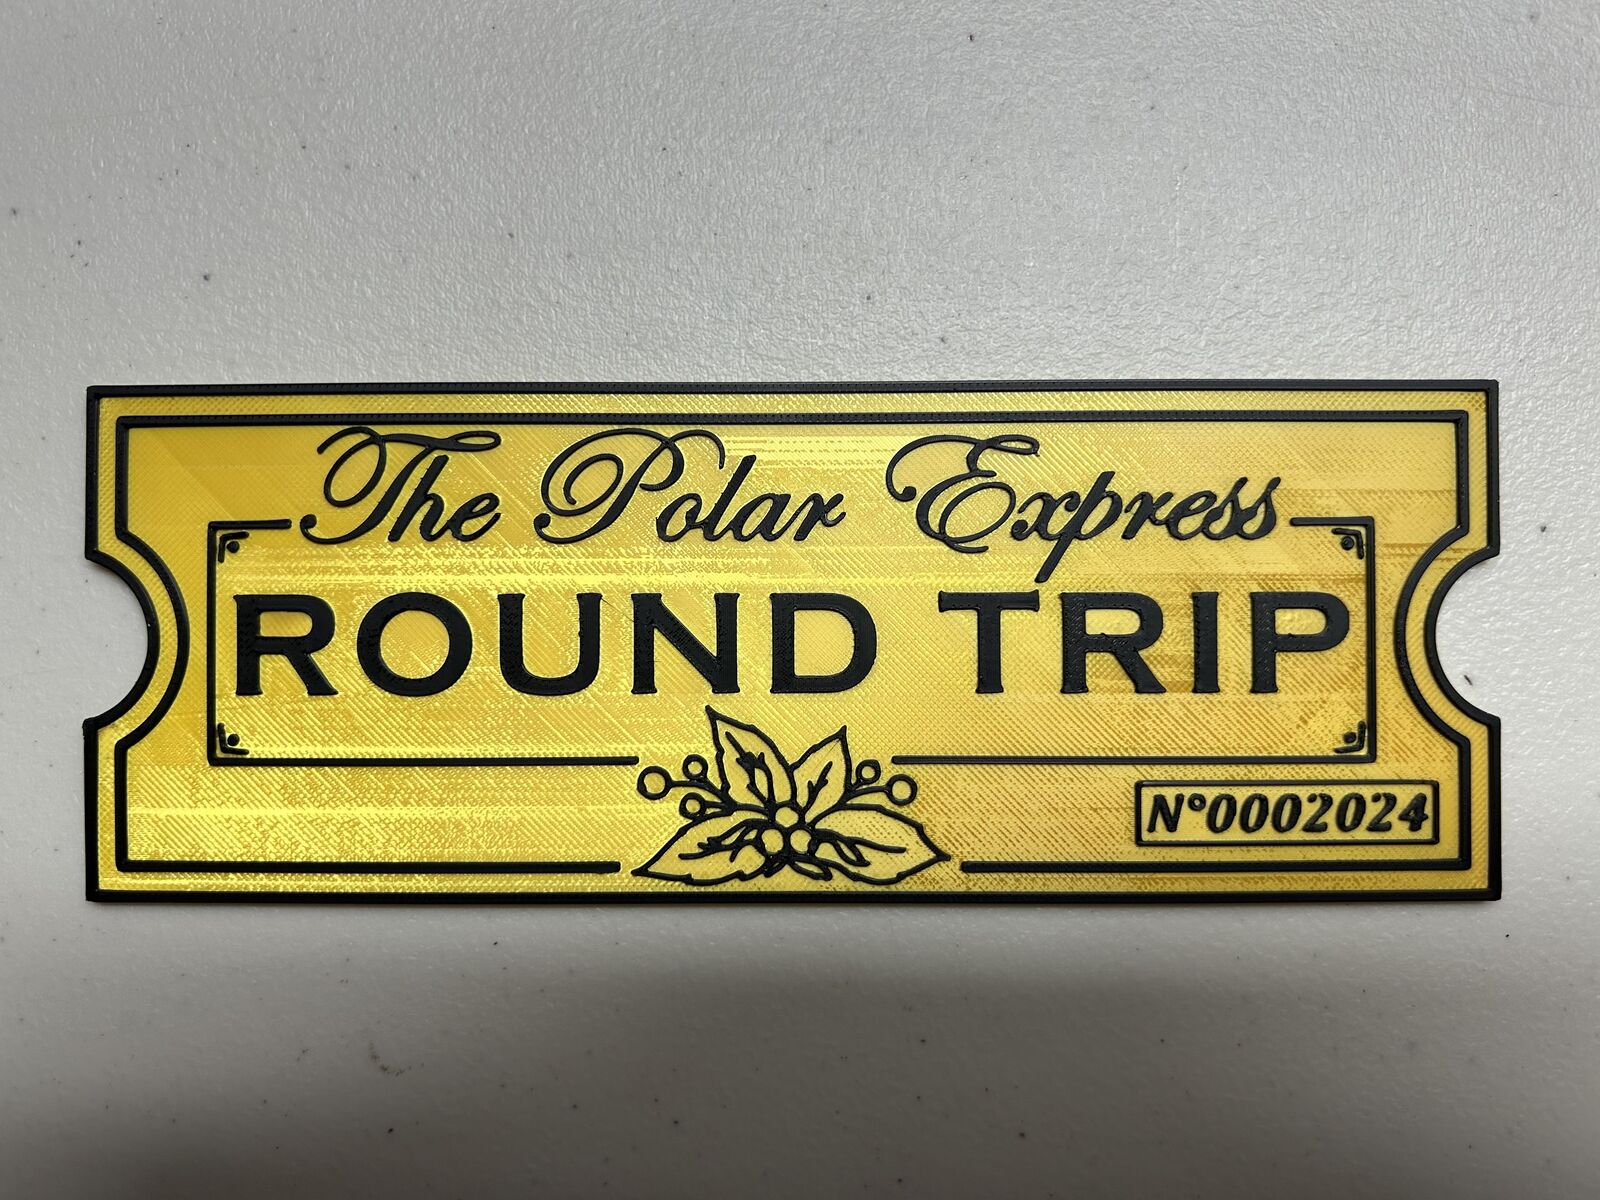 The Polar Express
ROUND TRIP
N°0002024